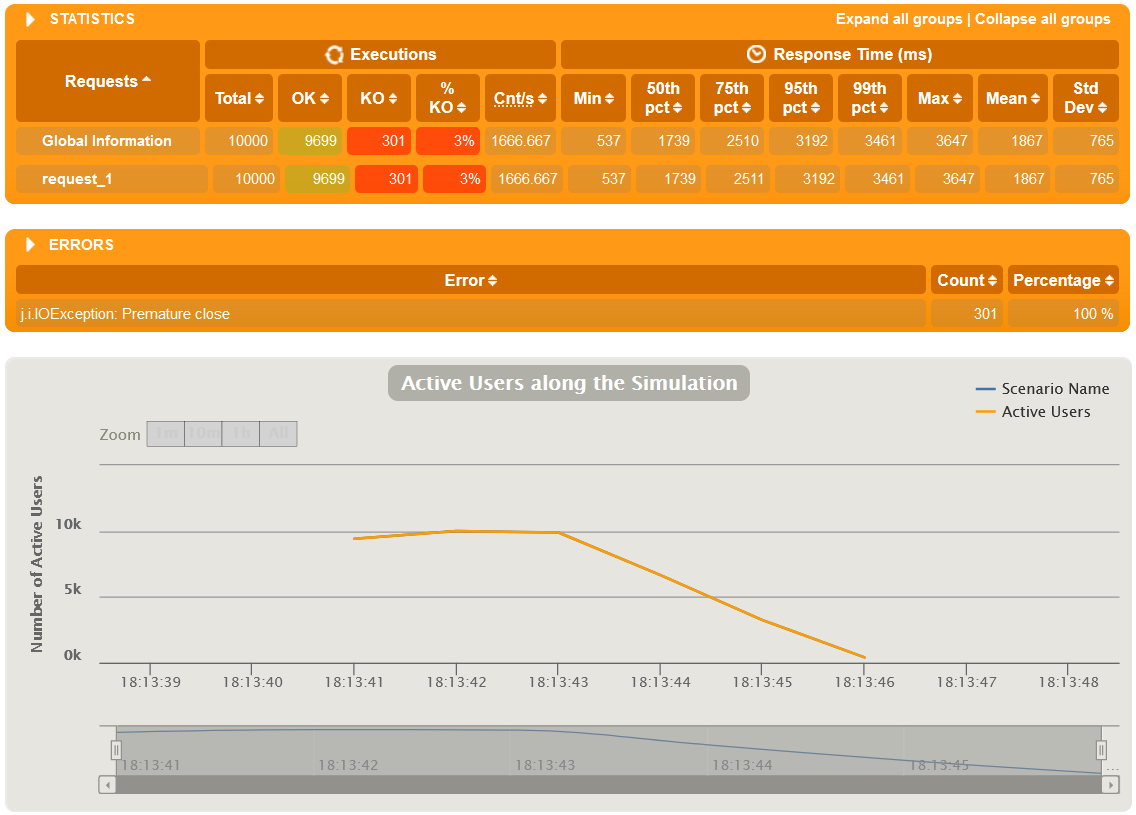 STATISTICS Expand all groups | Collapse all groups
Requests Executions Response Time (ms)
Total OK KO % KO Cnt/s Min 50th pct 75th pct 95th pct 99th pct Max Mean Std Dev
Global Information 10000 9699 301 3% 1666.667 537 1739 2510 3192 3461 3647 1867 765
request_1 10000 9699 301 3% 1666.667 537 1739 2511 3192 3461 3647 1867 765
ERRORS
Error Count Percentage
j.i.IOException: Premature close 301 100 %
Active Users along the Simulation
Scenario Name
Active Users
Zoom 1m 10m 1h All
Number of Active Users
10k
5k
0k
18:13:39 18:13:40 18:13:41 18:13:42 18:13:43 18:13:44 18:13:45 18:13:46 18:13:47 18:13:48
18:13:41 18:13:42 18:13:43 18:13:44 18:13:45 ...